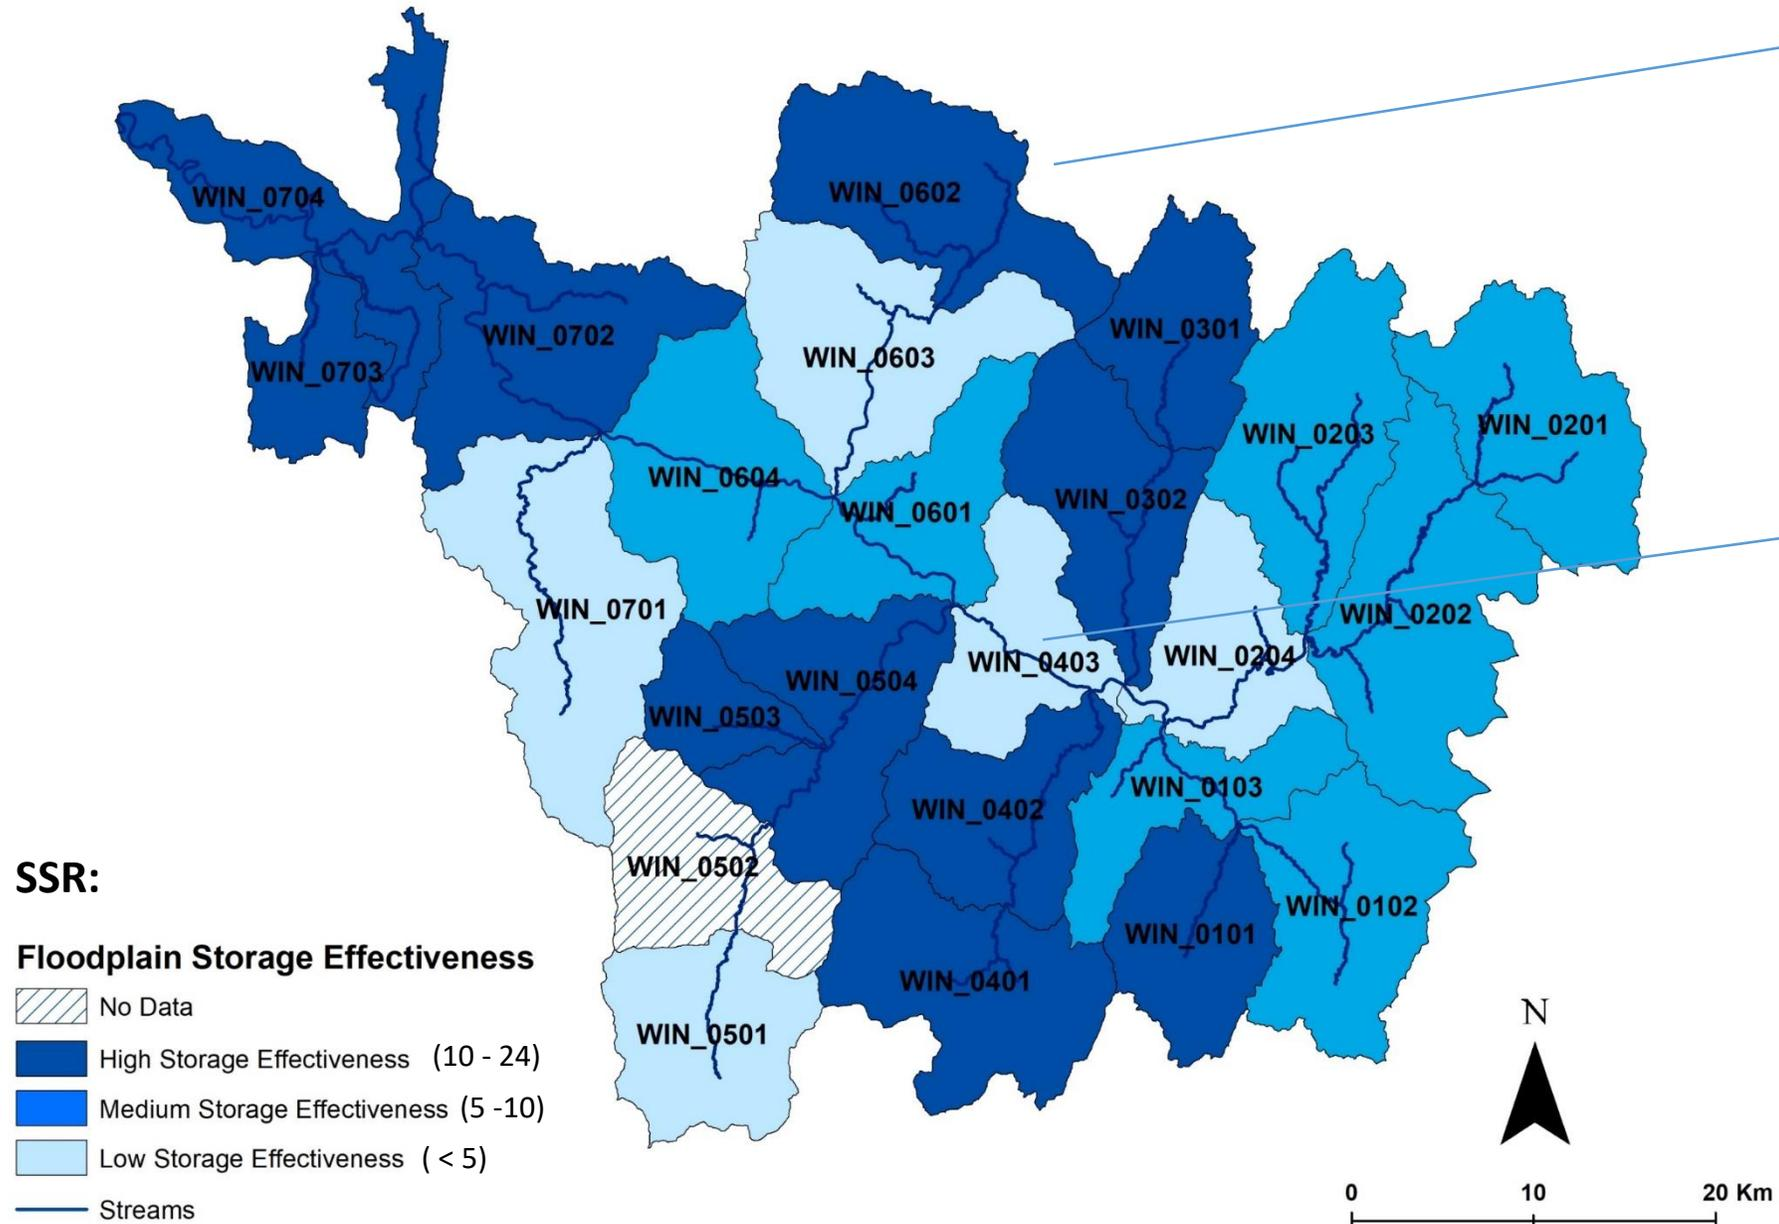 WIN_0704
WIN_0602
WIN_0301
WIN_0702
WIN_0603
WIN_0703
WIN_0201
WIN_0203
WIN_0604
WIN_0302
WIN_0601
WIN_0701
WIN_0202
WIN_0204
WIN_0403
WIN_0504
WIN_0503
WIN_0103
WIN_0402
WIN_0502
WIN_0102
WIN_0101
WIN_0401
WIN_0501
SSR:
Floodplain Storage Effectiveness
No Data
High Storage Effectiveness (10 - 24)
Medium Storage Effectiveness (5 -10)
Low Storage Effectiveness ( < 5)
Streams
N
0 10 20 Km